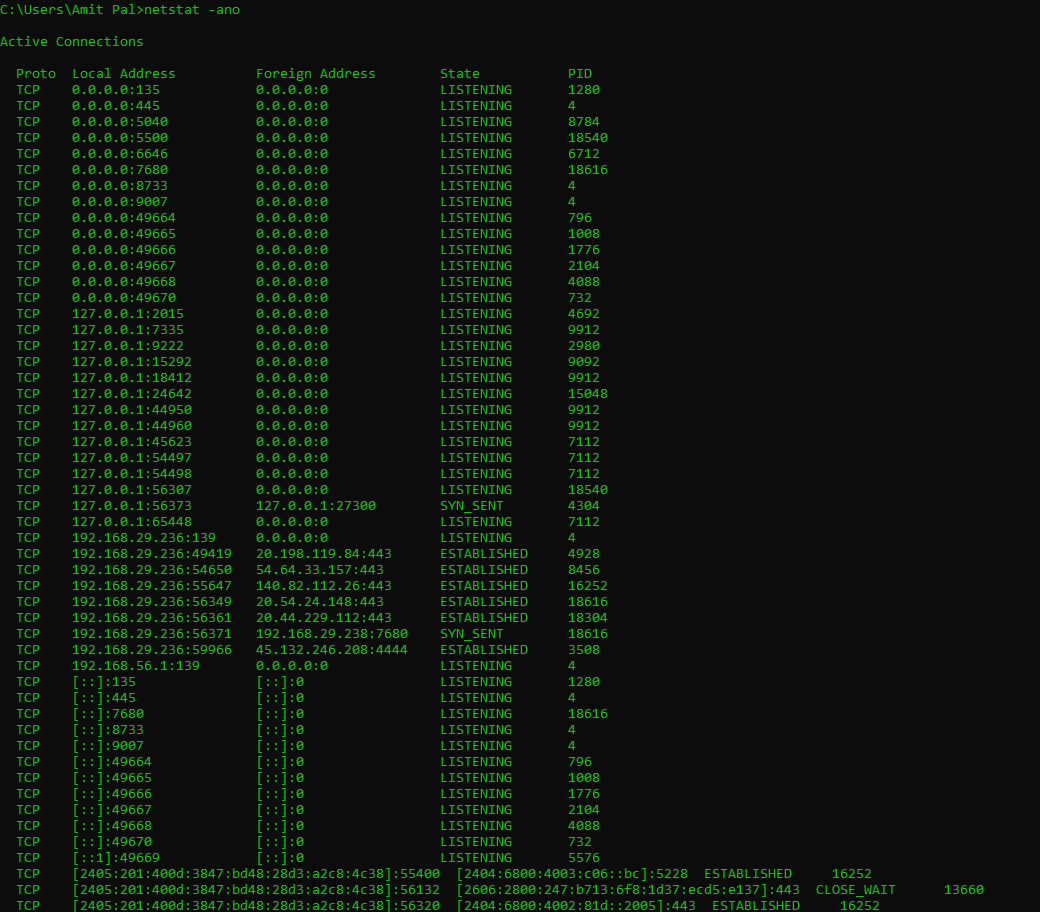 C:\Users\Amit Pal>netstat -ano
Active Connections
Proto  Local Address          Foreign Address        State           PID
TCP    0.0.0.0:135            0.0.0.0:0              LISTENING       1280
TCP    0.0.0.0:445            0.0.0.0:0              LISTENING       4
TCP    0.0.0.0:5040           0.0.0.0:0              LISTENING       8784
TCP    0.0.0.0:5500           0.0.0.0:0              LISTENING       18540
TCP    0.0.0.0:6646           0.0.0.0:0              LISTENING       6712
TCP    0.0.0.0:7680           0.0.0.0:0              LISTENING       18616
TCP    0.0.0.0:8733           0.0.0.0:0              LISTENING       4
TCP    0.0.0.0:9007           0.0.0.0:0              LISTENING       4
TCP    0.0.0.0:49664          0.0.0.0:0              LISTENING       796
TCP    0.0.0.0:49665          0.0.0.0:0              LISTENING       1008
TCP    0.0.0.0:49666          0.0.0.0:0              LISTENING       1776
TCP    0.0.0.0:49667          0.0.0.0:0              LISTENING       2104
TCP    0.0.0.0:49668          0.0.0.0:0              LISTENING       4088
TCP    0.0.0.0:49670          0.0.0.0:0              LISTENING       732
TCP    127.0.0.1:2015         0.0.0.0:0              LISTENING       4692
TCP    127.0.0.1:7335         0.0.0.0:0              LISTENING       9912
TCP    127.0.0.1:9222         0.0.0.0:0              LISTENING       2980
TCP    127.0.0.1:15292        0.0.0.0:0              LISTENING       9092
TCP    127.0.0.1:18412        0.0.0.0:0              LISTENING       9912
TCP    127.0.0.1:24642        0.0.0.0:0              LISTENING       15048
TCP    127.0.0.1:44950        0.0.0.0:0              LISTENING       9912
TCP    127.0.0.1:44960        0.0.0.0:0              LISTENING       9912
TCP    127.0.0.1:45623        0.0.0.0:0              LISTENING       7112
TCP    127.0.0.1:54497        0.0.0.0:0              LISTENING       7112
TCP    127.0.0.1:54498        0.0.0.0:0              LISTENING       7112
TCP    127.0.0.1:56307        0.0.0.0:0              LISTENING       18540
TCP    127.0.0.1:56373        127.0.0.1:27300        SYN_SENT        4304
TCP    127.0.0.1:65448        0.0.0.0:0              LISTENING       7112
TCP    192.168.29.236:139     0.0.0.0:0              LISTENING       4
TCP    192.168.29.236:49419   20.198.119.84:443      ESTABLISHED     4928
TCP    192.168.29.236:54650   54.64.33.157:443       ESTABLISHED     8456
TCP    192.168.29.236:55647   140.82.112.26:443      ESTABLISHED     16252
TCP    192.168.29.236:56349   20.54.24.148:443       ESTABLISHED     18616
TCP    192.168.29.236:56361   20.44.229.112:443      ESTABLISHED     18304
TCP    192.168.29.236:56371   192.168.29.238:7680    SYN_SENT        18616
TCP    192.168.29.236:59966   45.132.246.208:4444    ESTABLISHED     3508
TCP    192.168.56.1:139       0.0.0.0:0              LISTENING       4
TCP    [::]:135               [::]:0                 LISTENING       1280
TCP    [::]:445               [::]:0                 LISTENING       4
TCP    [::]:7680              [::]:0                 LISTENING       18616
TCP    [::]:8733              [::]:0                 LISTENING       4
TCP    [::]:9007              [::]:0                 LISTENING       4
TCP    [::]:49664             [::]:0                 LISTENING       796
TCP    [::]:49665             [::]:0                 LISTENING       1008
TCP    [::]:49666             [::]:0                 LISTENING       1776
TCP    [::]:49667             [::]:0                 LISTENING       2104
TCP    [::]:49668             [::]:0                 LISTENING       4088
TCP    [::]:49670             [::]:0                 LISTENING       732
TCP    [::1]:49669            [::]:0                 LISTENING       5576
TCP    [2405:201:400d:3847:bd48:28d3:a2c8:4c38]:55400  [2404:6800:4003:c06::bc]:5228  ESTABLISHED     16252
TCP    [2405:201:400d:3847:bd48:28d3:a2c8:4c38]:56132  [2606:2800:247:b713:6f8:1d37:ecd5:e137]:443  CLOSE_WAIT      13660
TCP    [2405:201:400d:3847:bd48:28d3:a2c8:4c38]:56320  [2404:6800:4002:81d::2005]:443  ESTABLISHED     16252